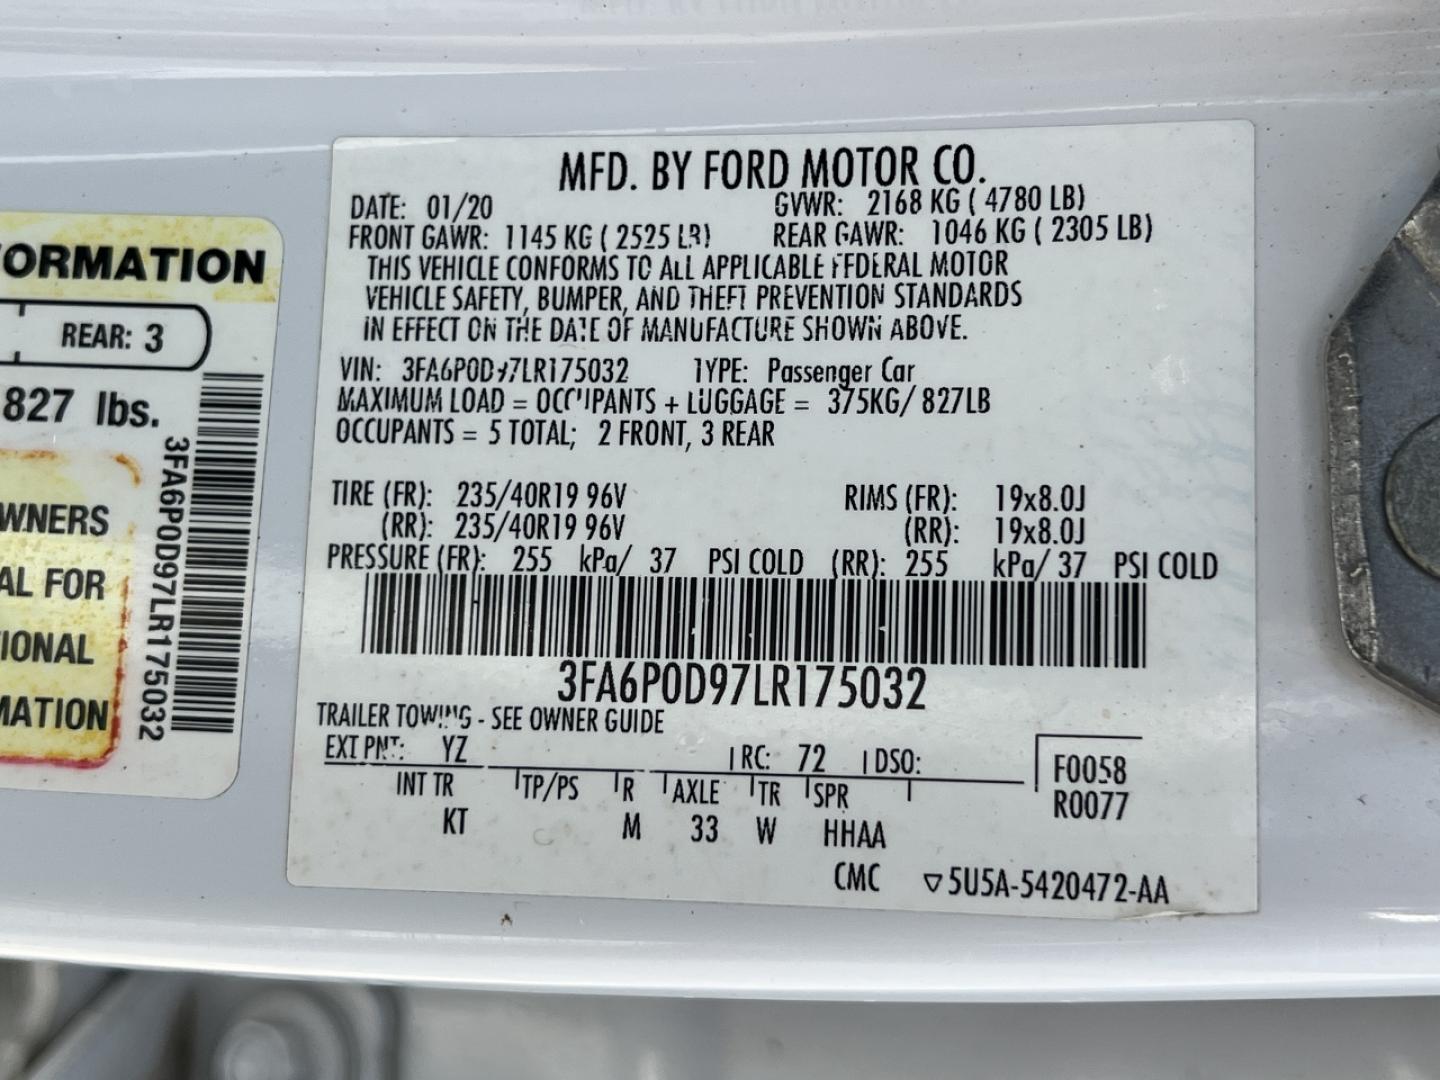 FORMATION
REAR: 3
827 lbs.
WNERS
AL FOR
TIONAL
MATION
3FA6P0D97LR175032
MFD. BY FORD MOTOR CO.
DATE: 01/20 GVWR: 2168 KG ( 4780 LB)
FRONT GAWR: 1145 KG ( 2525 LB) REAR GAWR: 1046 KG ( 2305 LB)
THIS VEHICLE CONFORMS TO ALL APPLICABLE FEDERAL MOTOR
VEHICLE SAFETY, BUMPER, AND THEFT PREVENTION STANDARDS
IN EFFECT ON THE DATE OF MANUFACTURE SHOWN ABOVE.
VIN: 3FA6P0D97LR175032 TYPE: Passenger Car
MAXIMUM LOAD = OCCUPANTS + LUGGAGE = 375KG/ 827LB
OCCUPANTS = 5 TOTAL; 2 FRONT, 3 REAR
TIRE (FR): 235/40R19 96V RIMS (FR): 19x8.0J
(RR): 235/40R19 96V (RR): 19x8.0J
PRESSURE (FR): 255 kPa/ 37 PSI COLD (RR): 255 kPa/ 37 PSI COLD
3FA6P0D97LR175032
TRAILER TOWING - SEE OWNER GUIDE
EXT PNT: YZ RC: 72 DSO:
F0058
INT TR TP/PS R AXLE TR SPR
R0077
KT M 33 W HHAA
CMC ▽5U5A-5420472-AA